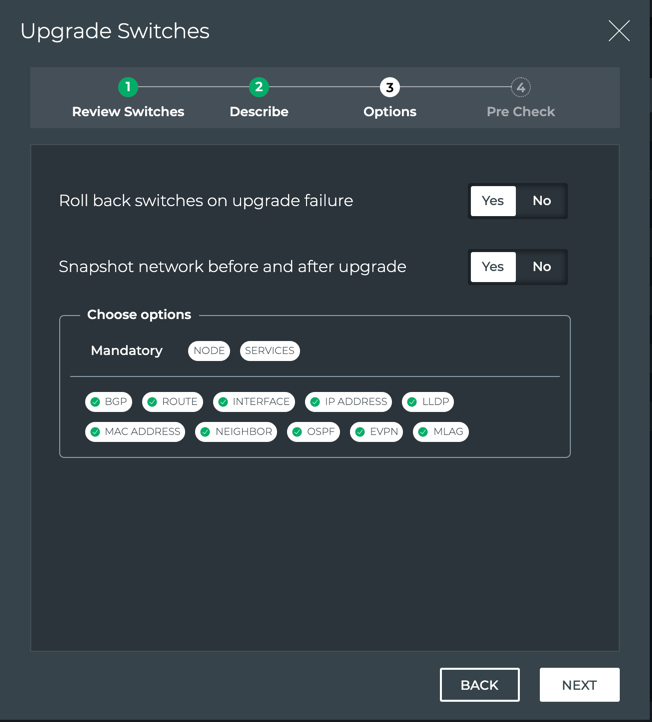 Upgrade Switches
1 2 3 4
Review Switches Describe Options Pre Check
Roll back switches on upgrade failure Yes No
Snapshot network before and after upgrade Yes No
Choose options
Mandatory NODE SERVICES
BGP ROUTE INTERFACE IP ADDRESS LLDP
MAC ADDRESS NEIGHBOR OSPF EVPN MLAG
BACK NEXT